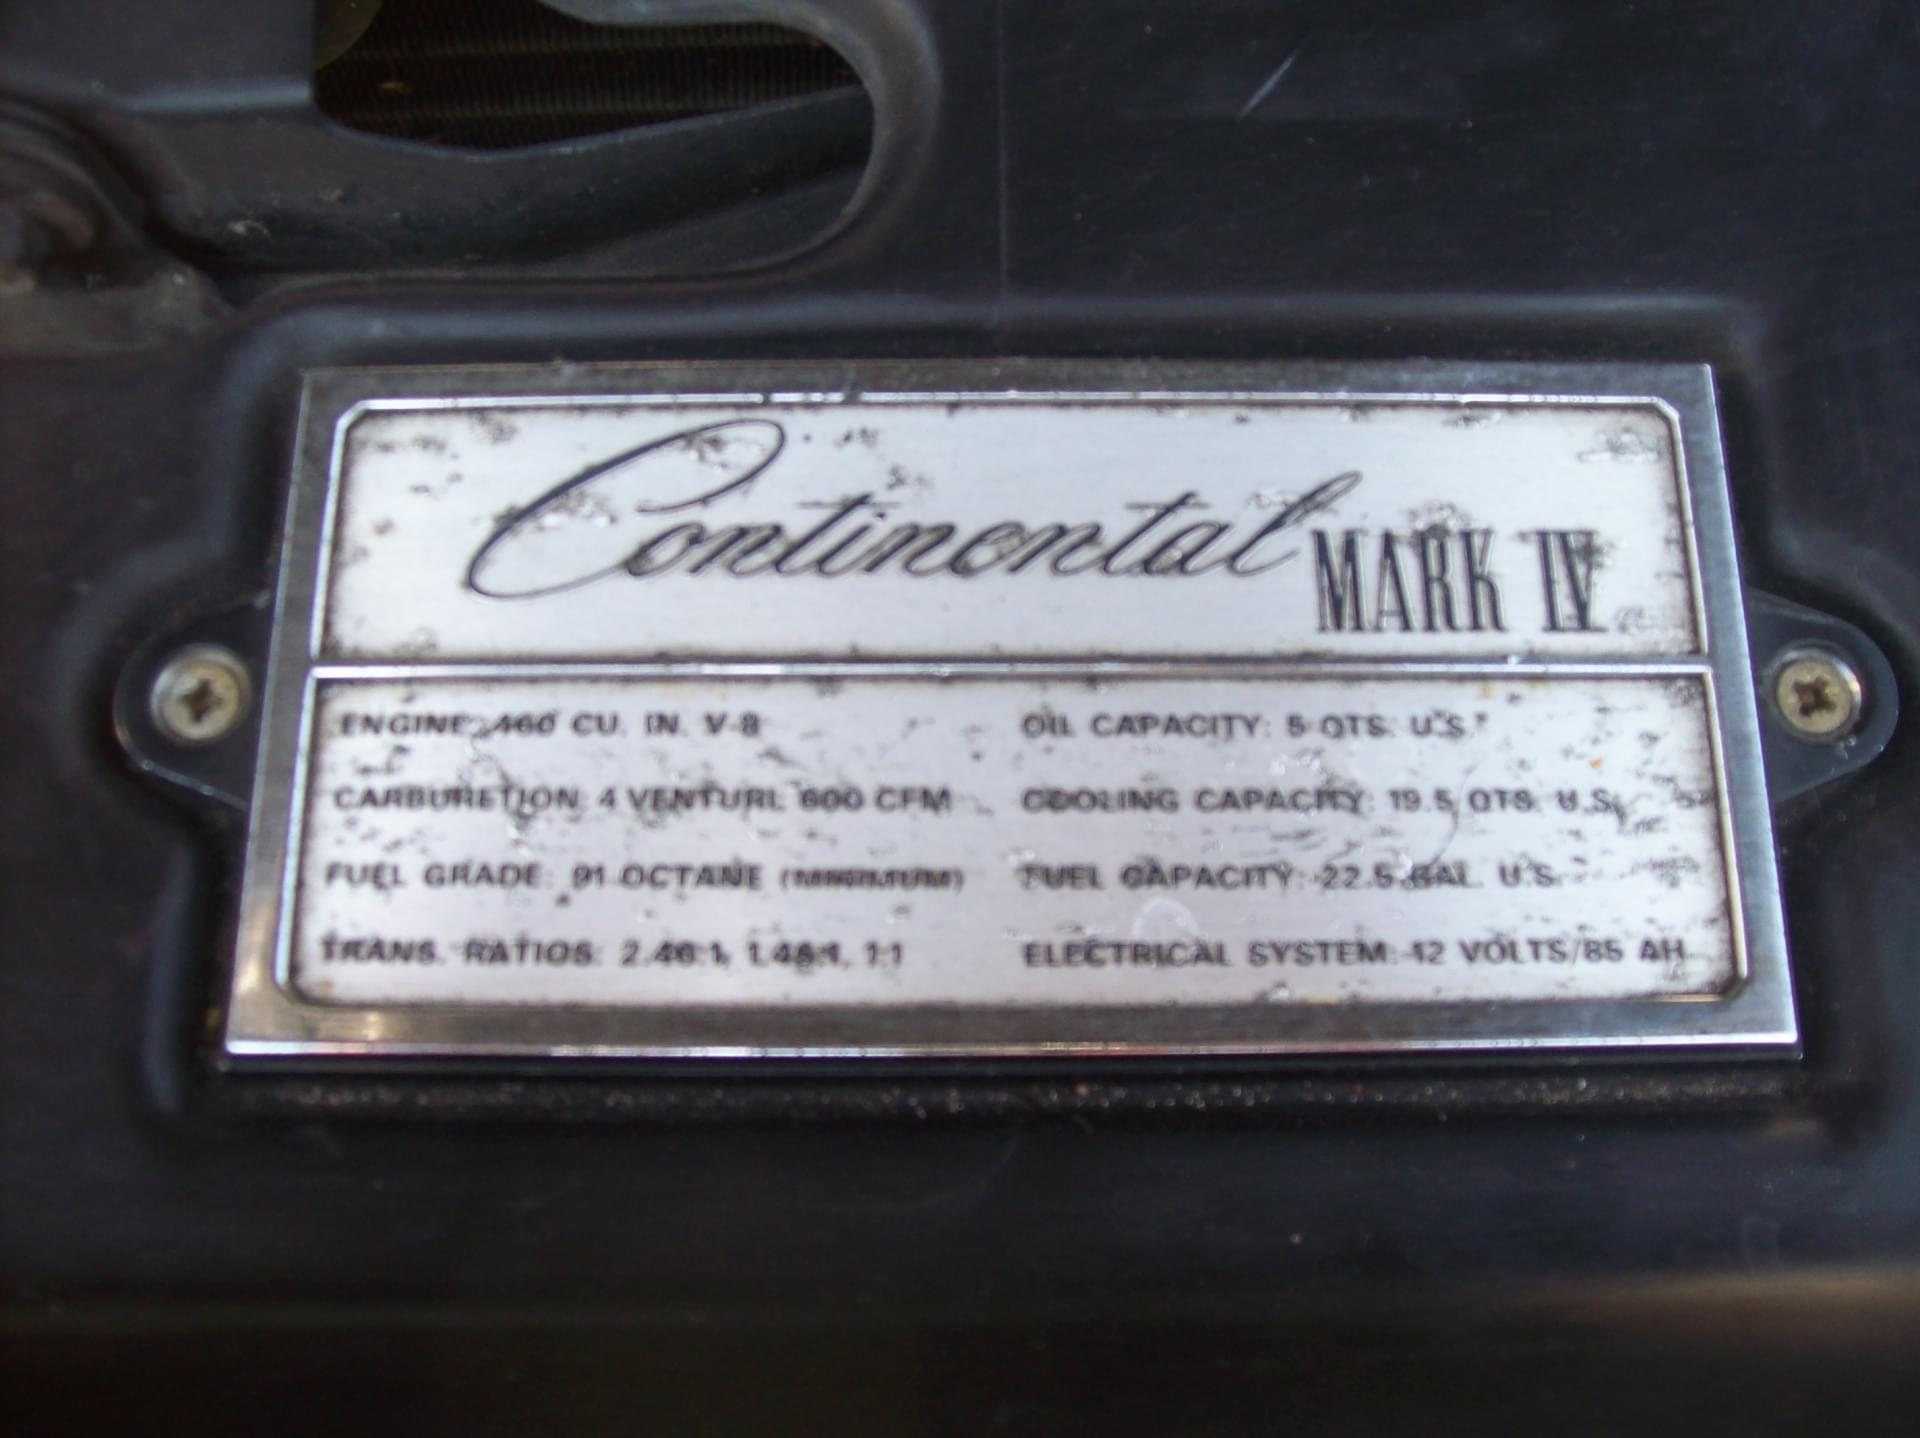 Continental MARK IV
ENGINE: 460 CU. IN. V-8
CARBURETION: 4 VENTURI, 600 CFM
FUEL GRADE: 91 OCTANE (MINIMUM)
TRANS. RATIOS: 2.46:1, 1.46:1, 1:1
OIL CAPACITY: 5 QTS. U.S.
COOLING CAPACITY: 19.5 QTS. U.S.
FUEL CAPACITY: 22.5 GAL. U.S.
ELECTRICAL SYSTEM: 12 VOLTS/85 AH